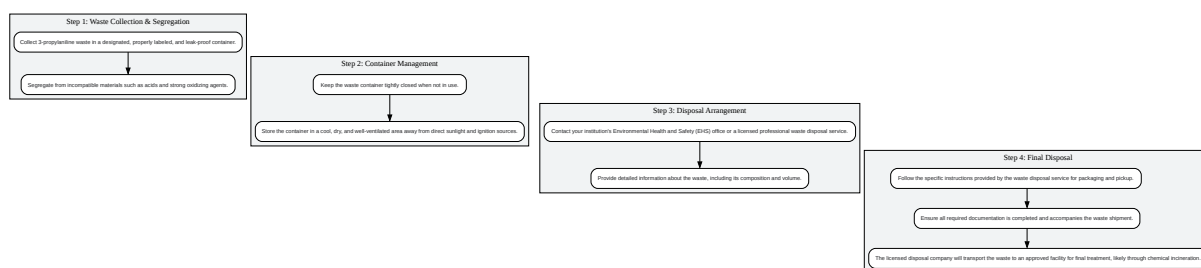 Step 1: Waste Collection & Segregation
Collect 3-propylaniline waste in a designated, properly labeled, and leak-proof container.
Segregate from incompatible materials such as acids and strong oxidizing agents.
Step 2: Container Management
Keep the waste container tightly closed when not in use.
Store the container in a cool, dry, and well-ventilated area away from direct sunlight and ignition sources.
Step 3: Disposal Arrangement
Contact your institution's Environmental Health and Safety (EHS) office or a licensed professional waste disposal service.
Provide detailed information about the waste, including its composition and volume.
Step 4: Final Disposal
Follow the specific instructions provided by the waste disposal service for packaging and pickup.
Ensure all required documentation is completed and accompanies the waste shipment.
The licensed disposal company will transport the waste to an approved facility for final treatment, likely through chemical incineration.